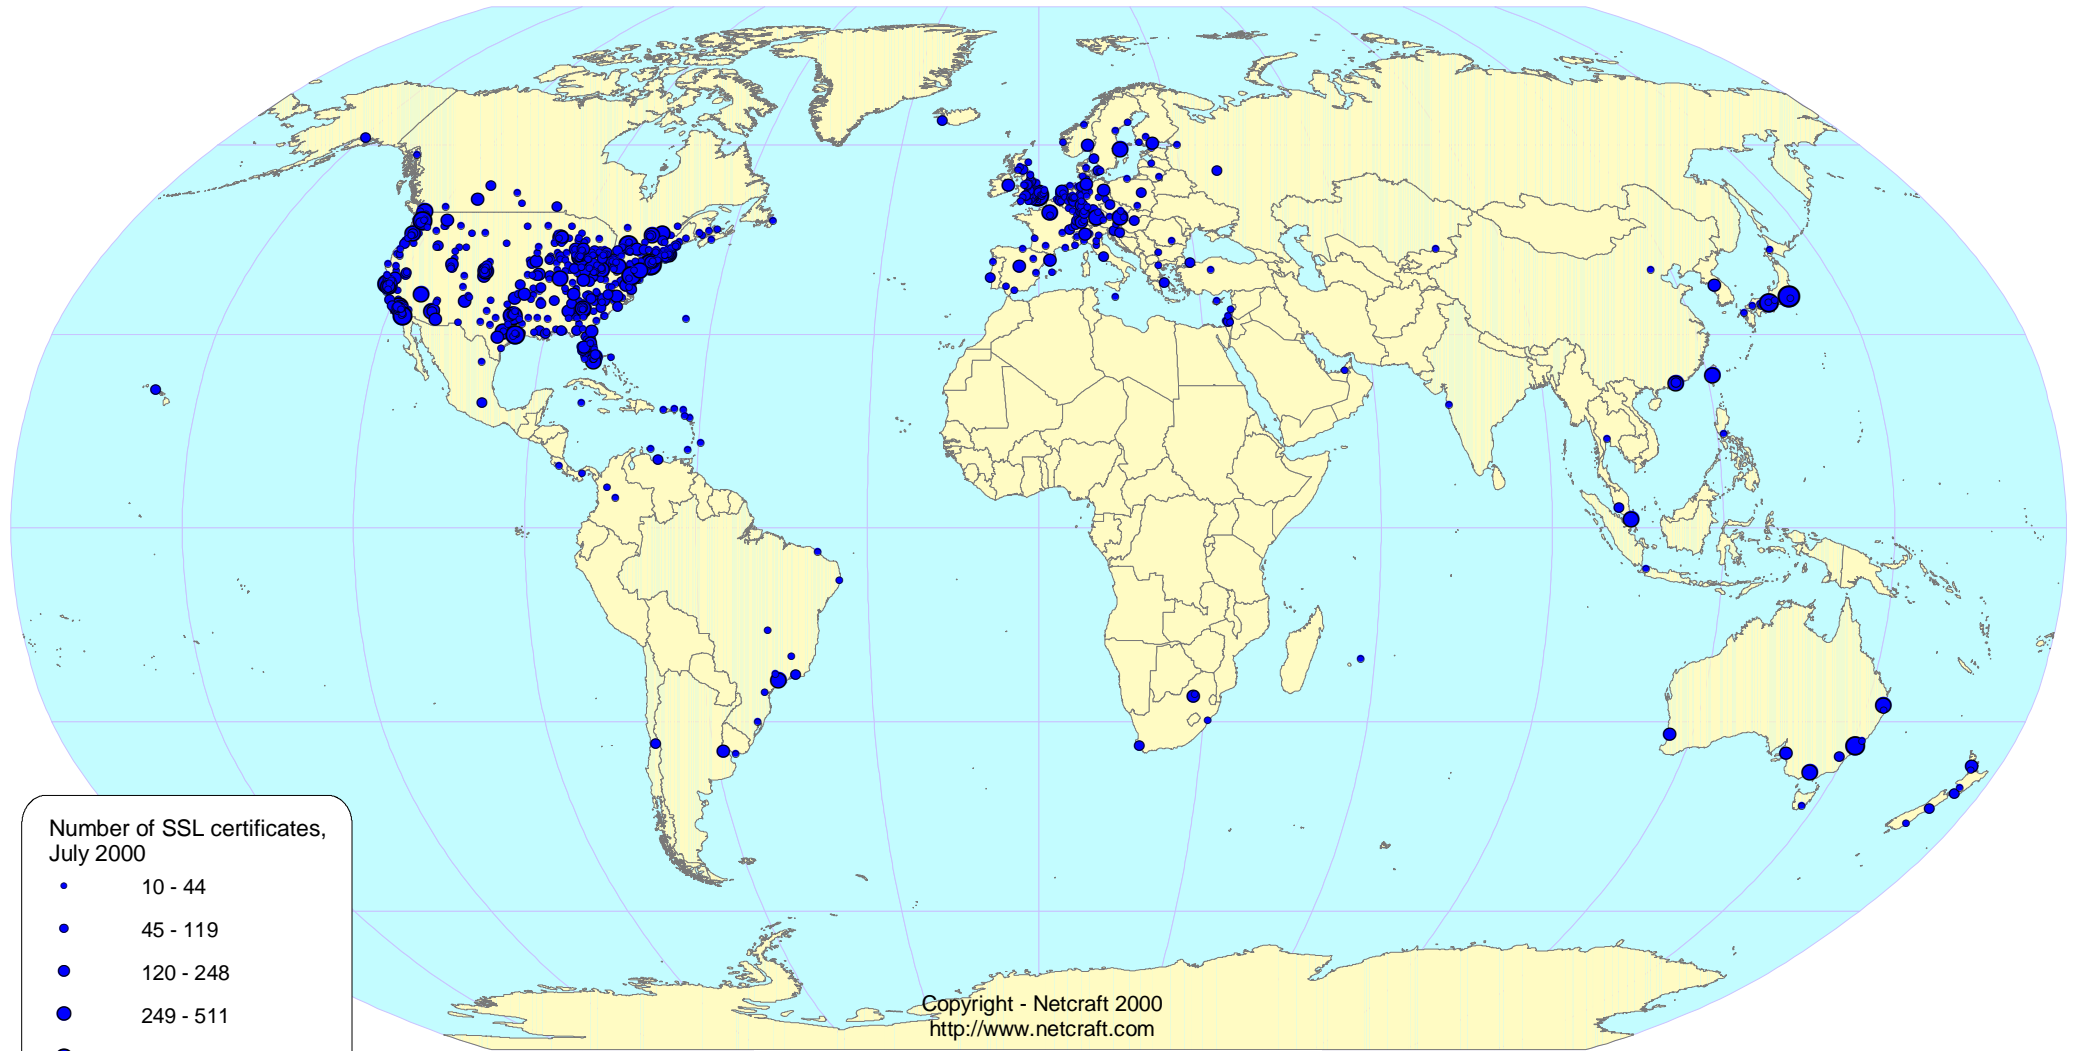 Number of SSL certificates,
July 2000
10 - 44
45 - 119
120 - 248
249 - 511
Copyright - Netcraft 2000
http://www.netcraft.com